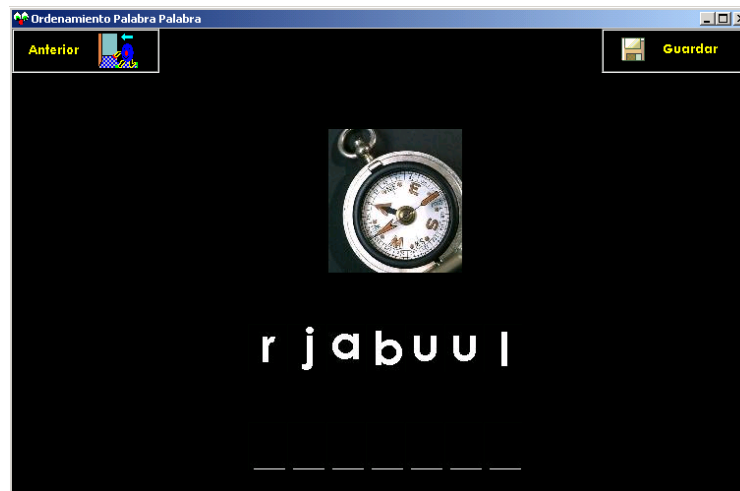 Ordenamiento Palabra Palabra
Anterior
Guardar
E
S
W
r j a b u u l
_ _ _ _ _ _ _